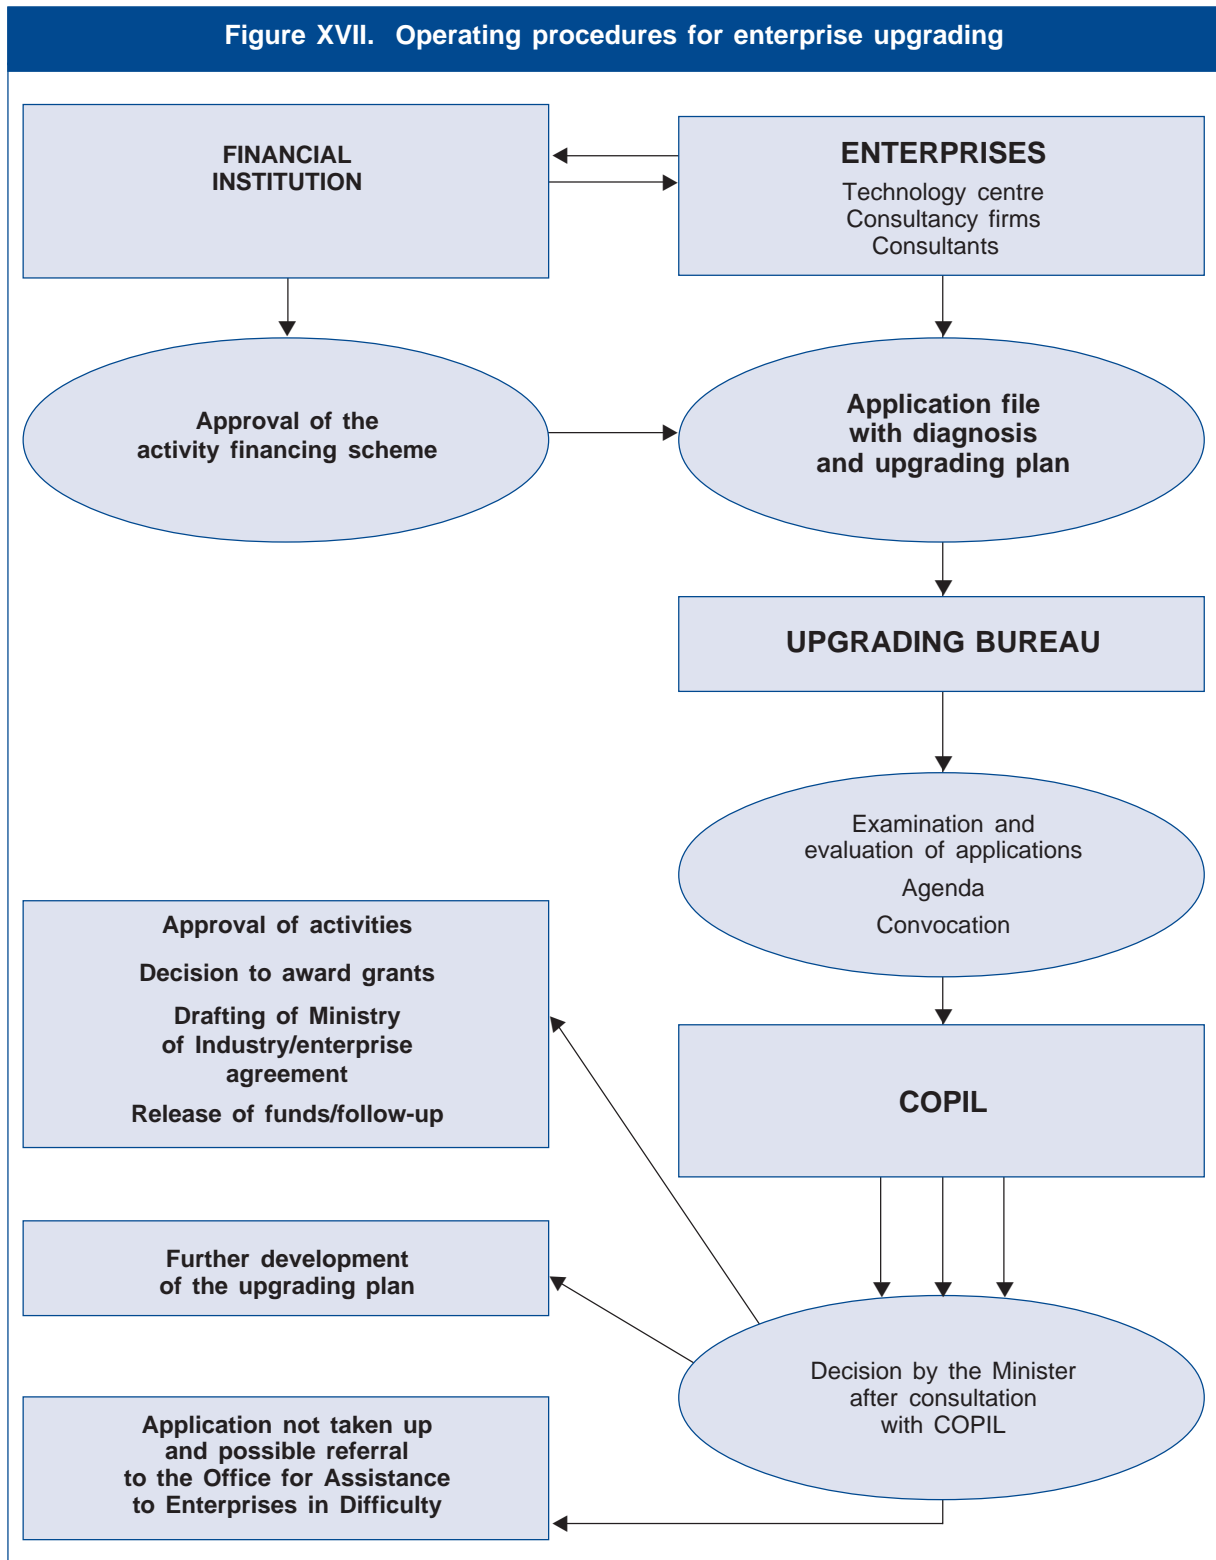 Figure XVII. Operating procedures for enterprise upgrading
FINANCIAL
INSTITUTION
ENTERPRISES
Technology centre
Consultancy firms
Consultants
Approval of the
activity financing scheme
Application file
with diagnosis
and upgrading plan
UPGRADING BUREAU
Examination and
evaluation of applications
Agenda
Convocation
Approval of activities
Decision to award grants
Drafting of Ministry
of Industry/enterprise
agreement
Release of funds/follow-up
COPIL
Further development
of the upgrading plan
Decision by the Minister
after consultation
with COPIL
Application not taken up
and possible referral
to the Office for Assistance
to Enterprises in Difficulty